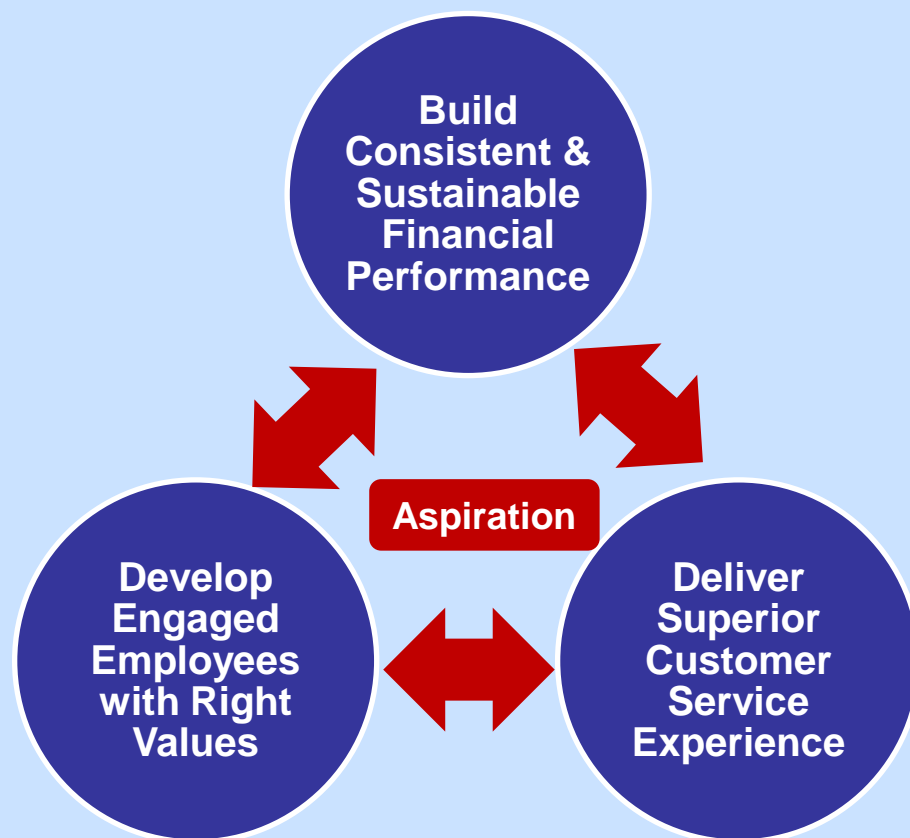 Build
Consistent &
Sustainable
Financial
Performance
Aspiration
Develop
Engaged
Employees
with Right
Values
Deliver
Superior
Customer
Service
Experience